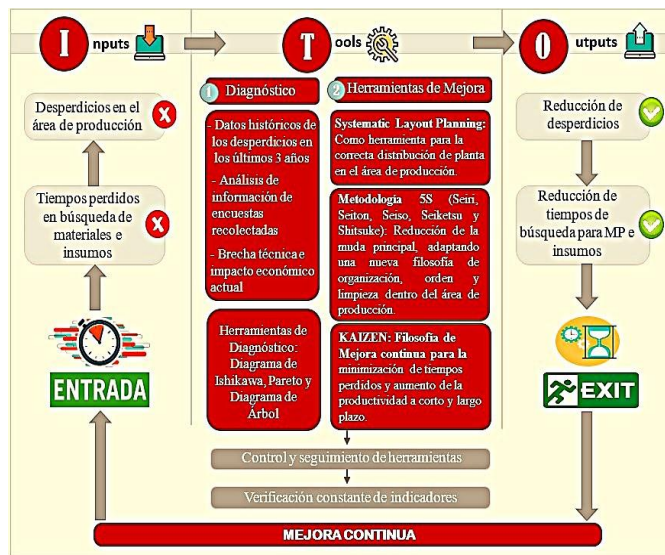 I nputs
T ools
O utputs
Desperdicios en el
área de producción
Tiempos perdidos
en búsqueda de
materiales e
insumos
ENTRADA
1 Diagnóstico
- Datos históricos
de los desperdicios en
los últimos 3 años
- Análisis de
información de
encuestas
recolectadas
- Brecha técnica e
impacto económico
actual
Herramientas de
Diagnóstico:
Diagrama de
Ishikawa, Pareto y
Diagrama de
Árbol
2 Herramientas de Mejora
Systematic Layout Planning:
Como herramienta para la
correcta distribución de planta
en el área de producción.
Metodología 5S (Seiri,
Seiton, Seiso, Seiketsu y
Shitsuke): Reducción de la
muda principal, adaptando
una nueva filosofía de
organización, orden y
limpieza dentro del área de
producción.
KAIZEN: Filosofía de
Mejora continua para la
minimización de tiempos
perdidos y aumento de la
productividad a corto y largo
plazo.
Control y seguimiento de herramientas
Verificación constante de indicadores
Reducción de
desperdicios
Reducción de
tiempos de
búsqueda para MP e
insumos
EXIT
MEJORA CONTINUA